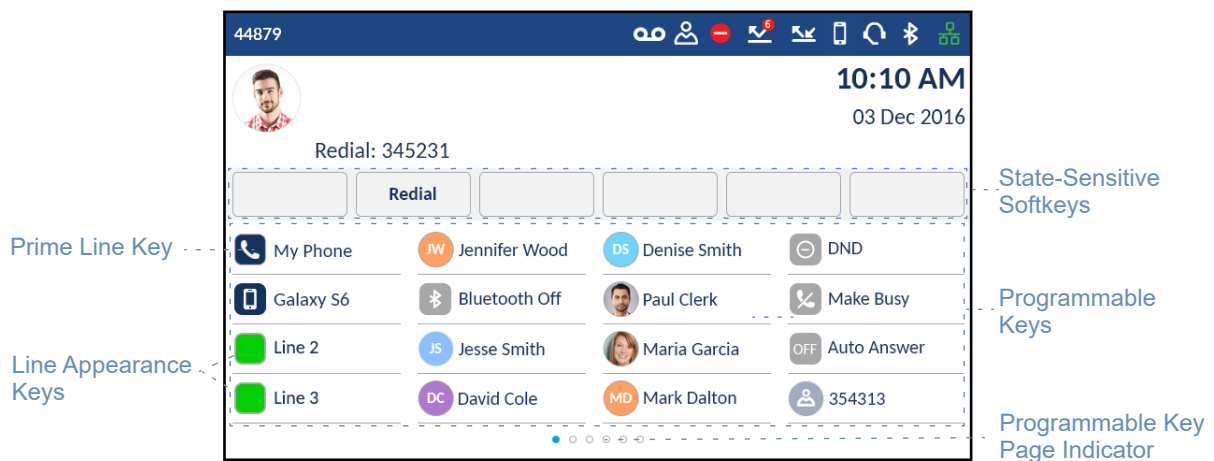 44879
6
10:10 AM
03 Dec 2016
Redial: 345231
Redial
State-Sensitive
Softkeys
Prime Line Key
My Phone
JW Jennifer Wood
DS Denise Smith
DND
Galaxy S6
Bluetooth Off
Paul Clerk
Make Busy
Programmable
Keys
Line Appearance
Keys
Line 2
JS Jesse Smith
Maria Garcia
OFF Auto Answer
Line 3
DC David Cole
MD Mark Dalton
354313
Programmable Key
Page Indicator